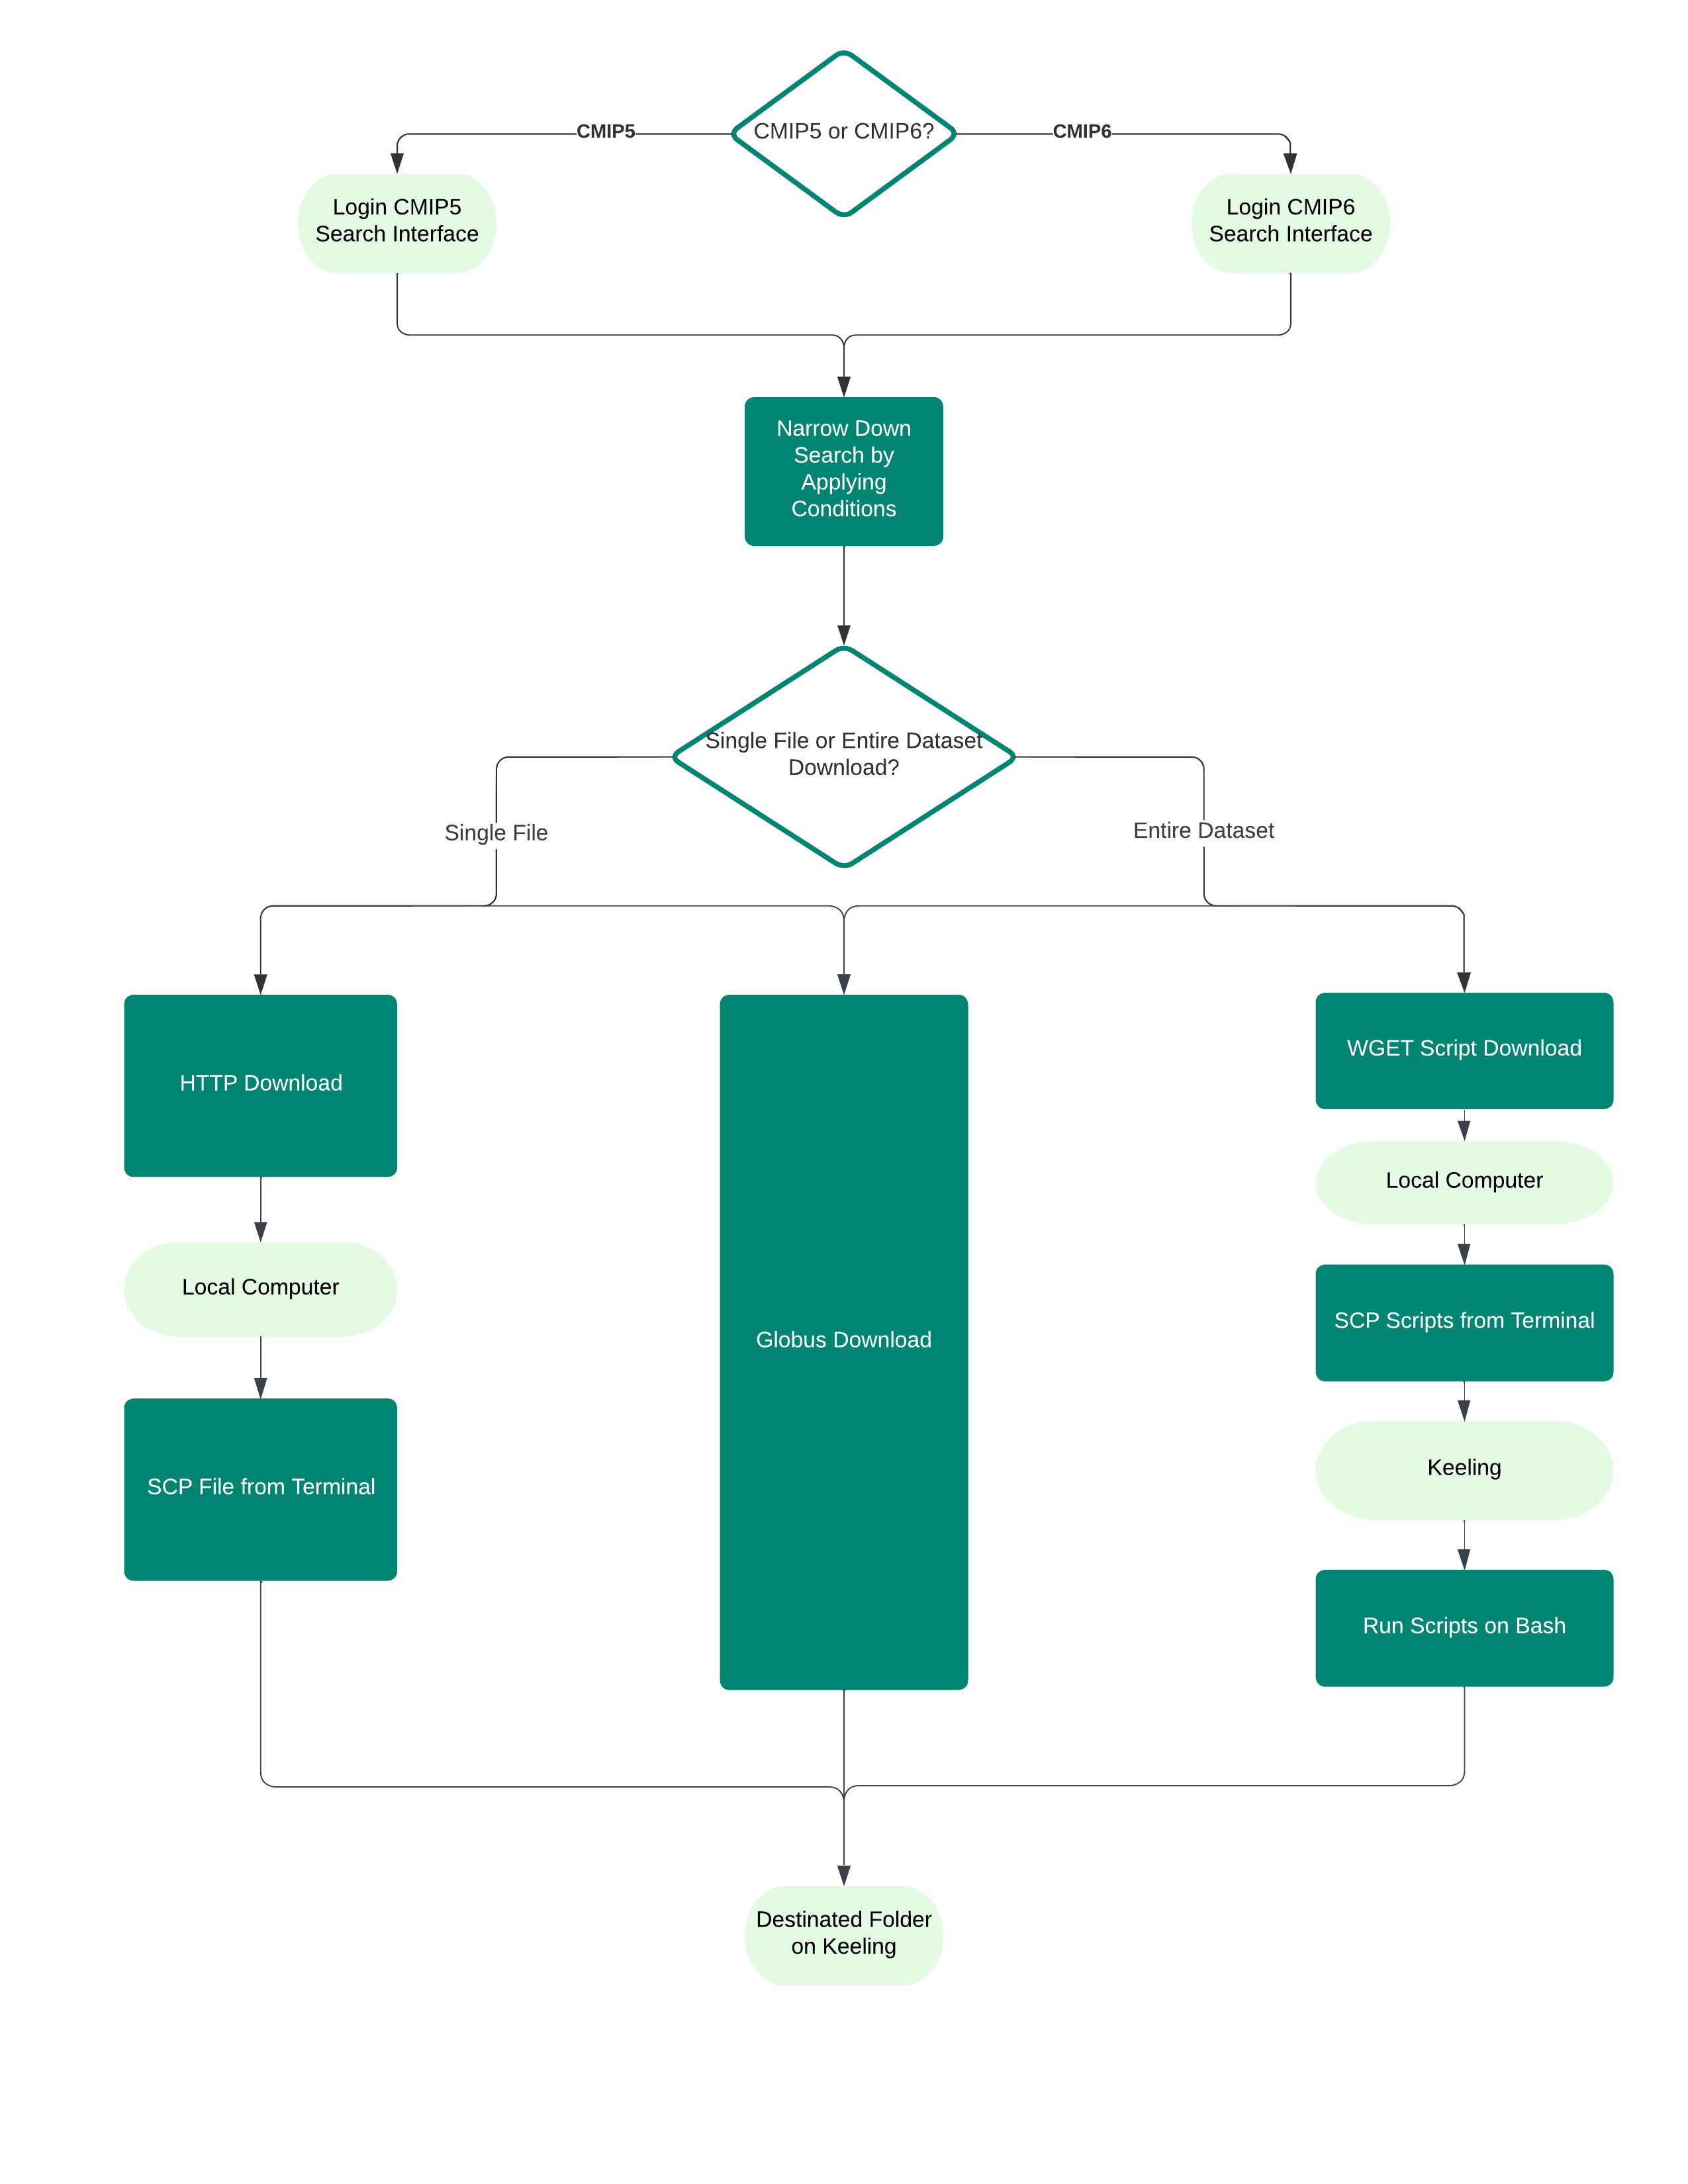 CMIP5 or CMIP6?
CMIP5
CMIP6
Login CMIP5
Search Interface
Login CMIP6
Search Interface
Narrow Down
Search by
Applying
Conditions
Single File or Entire Dataset
Download?
Single File
Entire Dataset
HTTP Download
Local Computer
SCP File from Terminal
Globus Download
WGET Script Download
Local Computer
SCP Scripts from Terminal
Keeling
Run Scripts on Bash
Destinated Folder
on Keeling